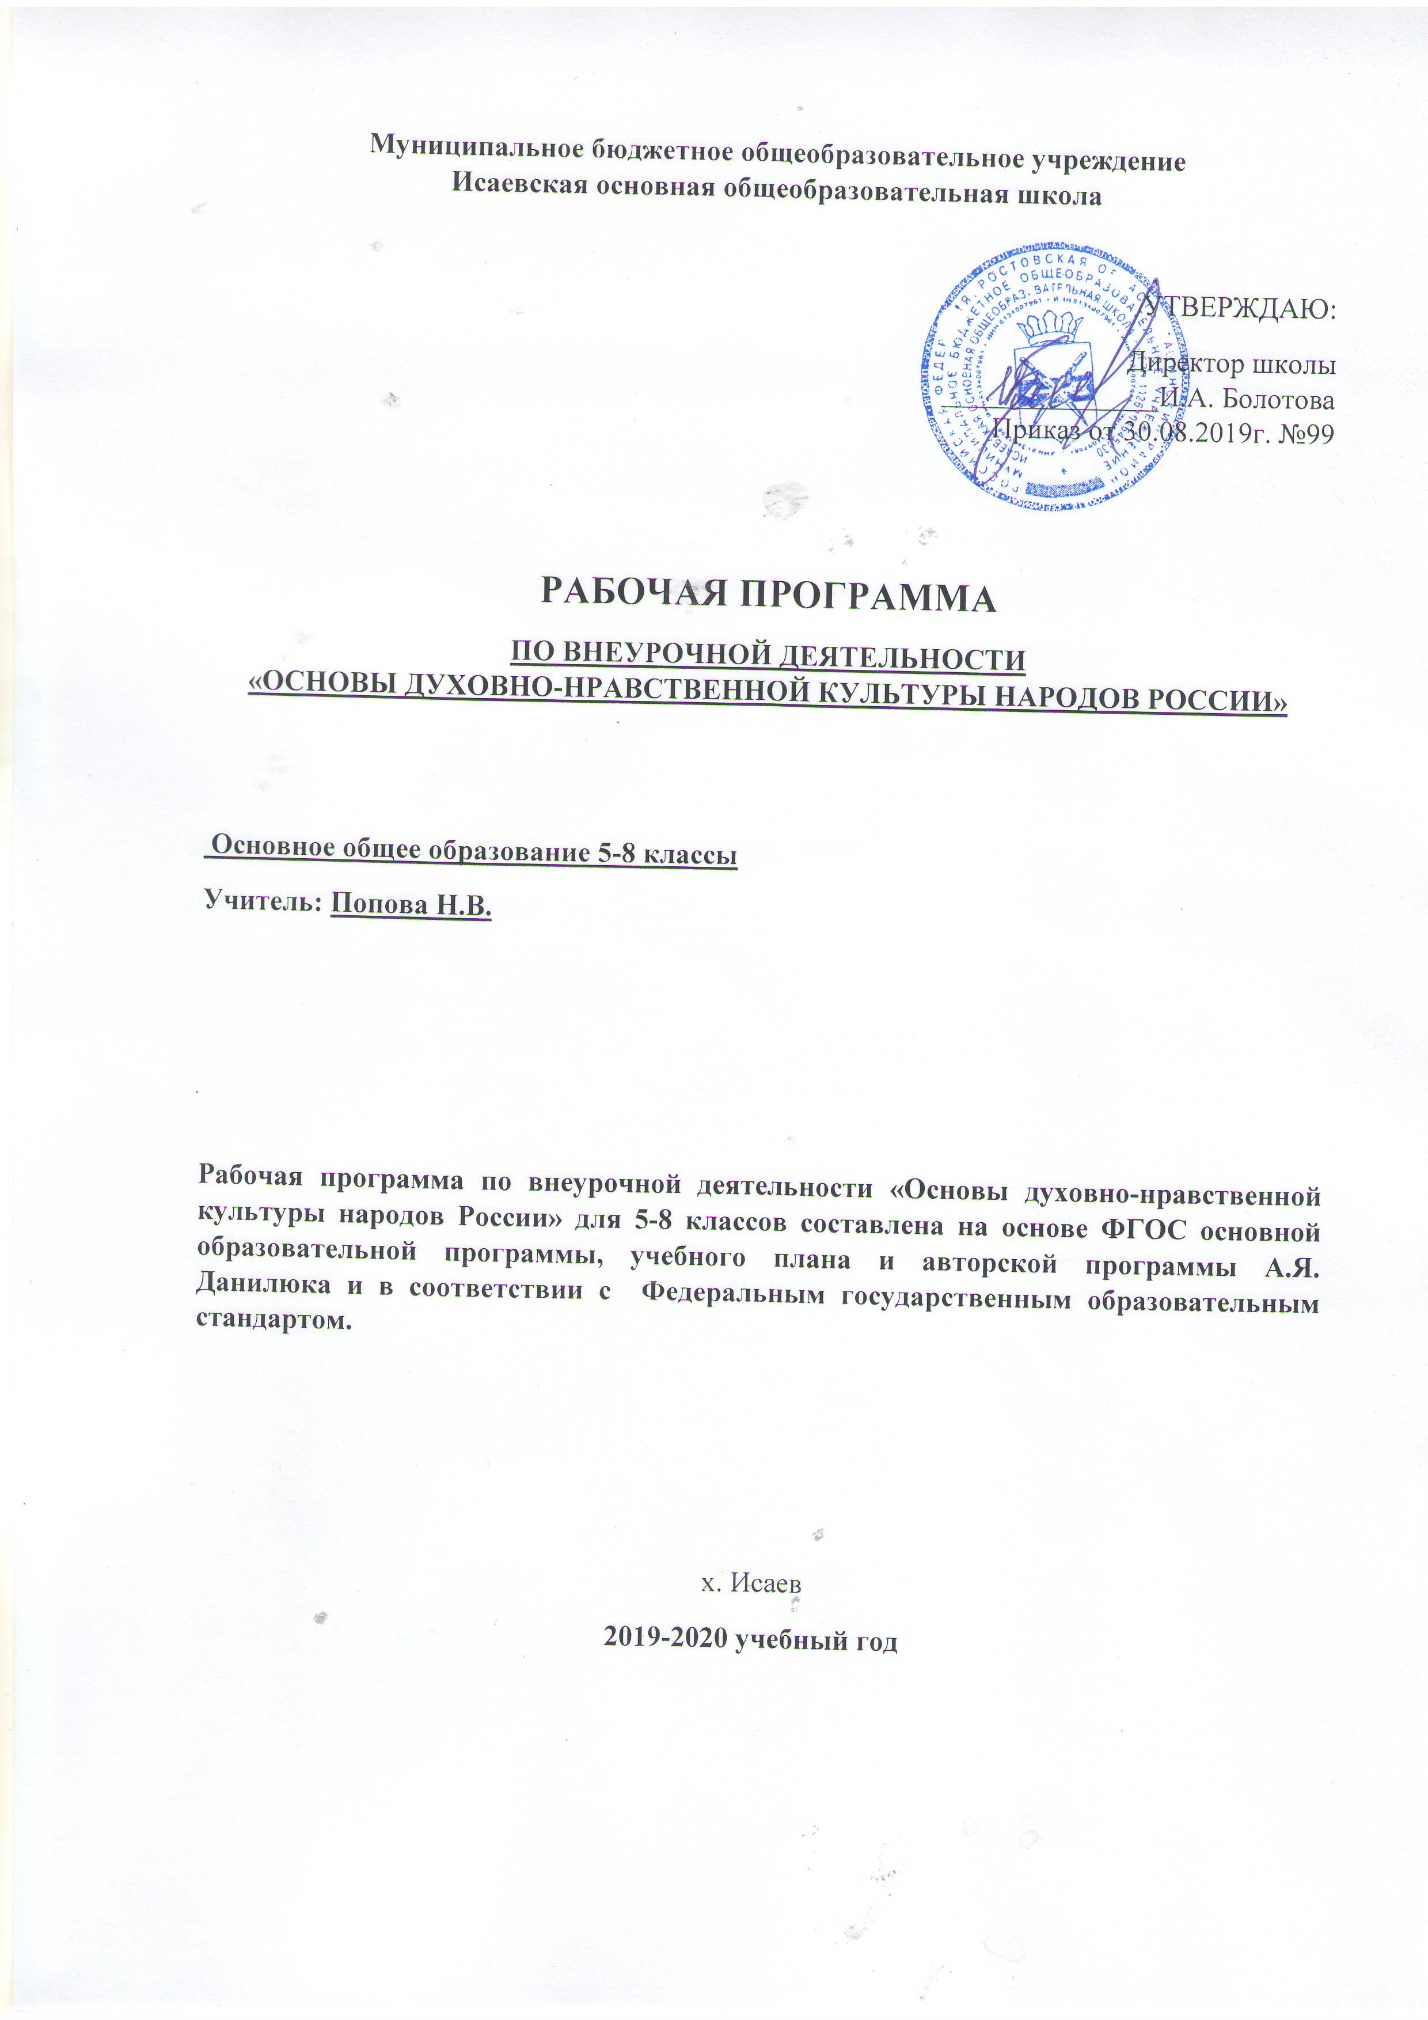 Муниципальное бюджетное общеобразовательное учреждение
Исаевская основная общеобразовательная школа
УТВЕРЖДАЮ:
Директор школы
И.А. Болотова
Приказ от 30.08.2019г. №99
РАБОЧАЯ ПРОГРАММА
ПО ВНЕУРОЧНОЙ ДЕЯТЕЛЬНОСТИ
«ОСНОВЫ ДУХОВНО-НРАВСТВЕННОЙ КУЛЬТУРЫ НАРОДОВ РОССИИ»
Основное общее образование 5-8 классы
Учитель: Попова Н.В.
Рабочая программа по внеурочной деятельности «Основы духовно-нравственной
культуры народов России» для 5-8 классов составлена на основе ФГОС основной
образовательной программы, учебного плана и авторской программы А.Я.
Данилюка и в соответствии с Федеральным государственным образовательным
стандартом.
х. Исаев
2019-2020 учебный год